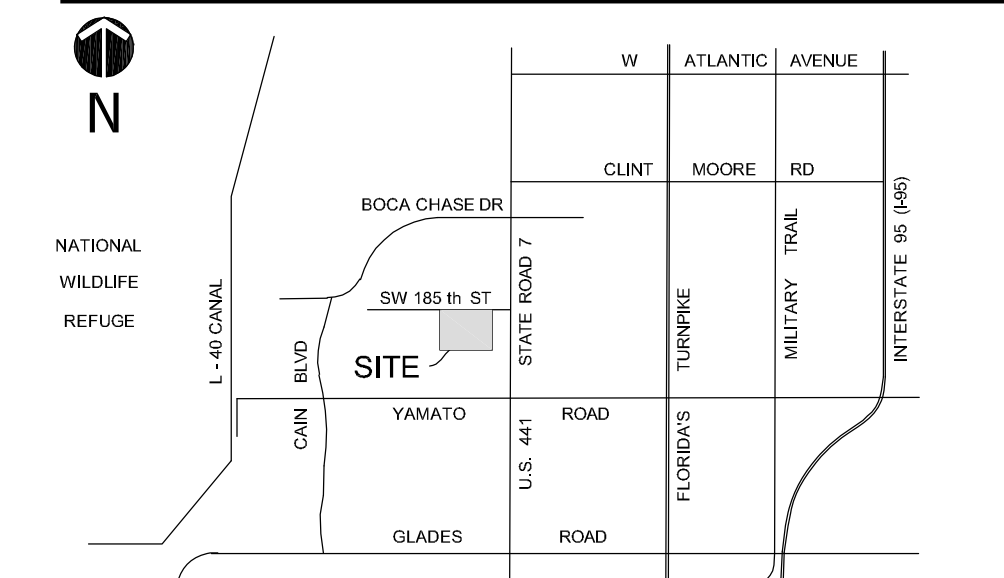 N
W ATLANTIC AVENUE
CLINT MOORE RD
BOCA CHASE DR
NATIONAL
WILDLIFE
REFUGE
L - 40 CANAL
SW 185 th ST
SITE
CAIN BLVD
U.S. 441 STATE ROAD 7
FLORIDA'S TURNPIKE
MILITARY TRAIL
INTERSTATE 95 (I-95)
YAMATO ROAD
GLADES ROAD